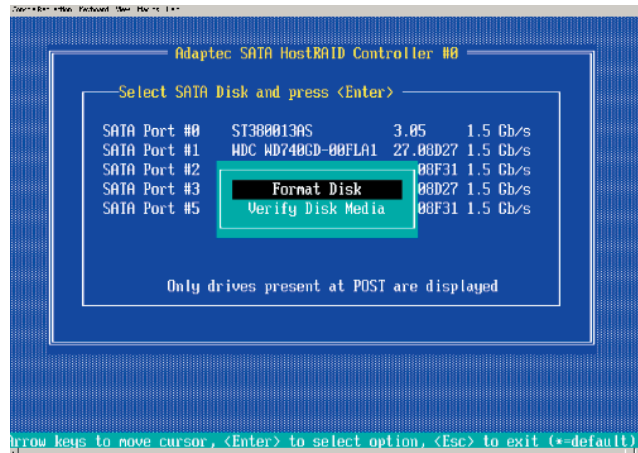 Adaptec SATA HostRAID Controller #0
Select SATA Disk and press <Enter>
SATA Port #0 ST380013AS 3.05 1.5 Gb/s
SATA Port #1 WDC WD740GD-00FLA1 27.08D27 1.5 Gb/s
SATA Port #2 08F31 1.5 Gb/s
SATA Port #3 08D27 1.5 Gb/s
SATA Port #5 08F31 1.5 Gb/s
Format Disk
Verify Disk Media
Only drives present at POST are displayed
Arrow keys to move cursor, <Enter> to select option, <Esc> to exit (*=default)